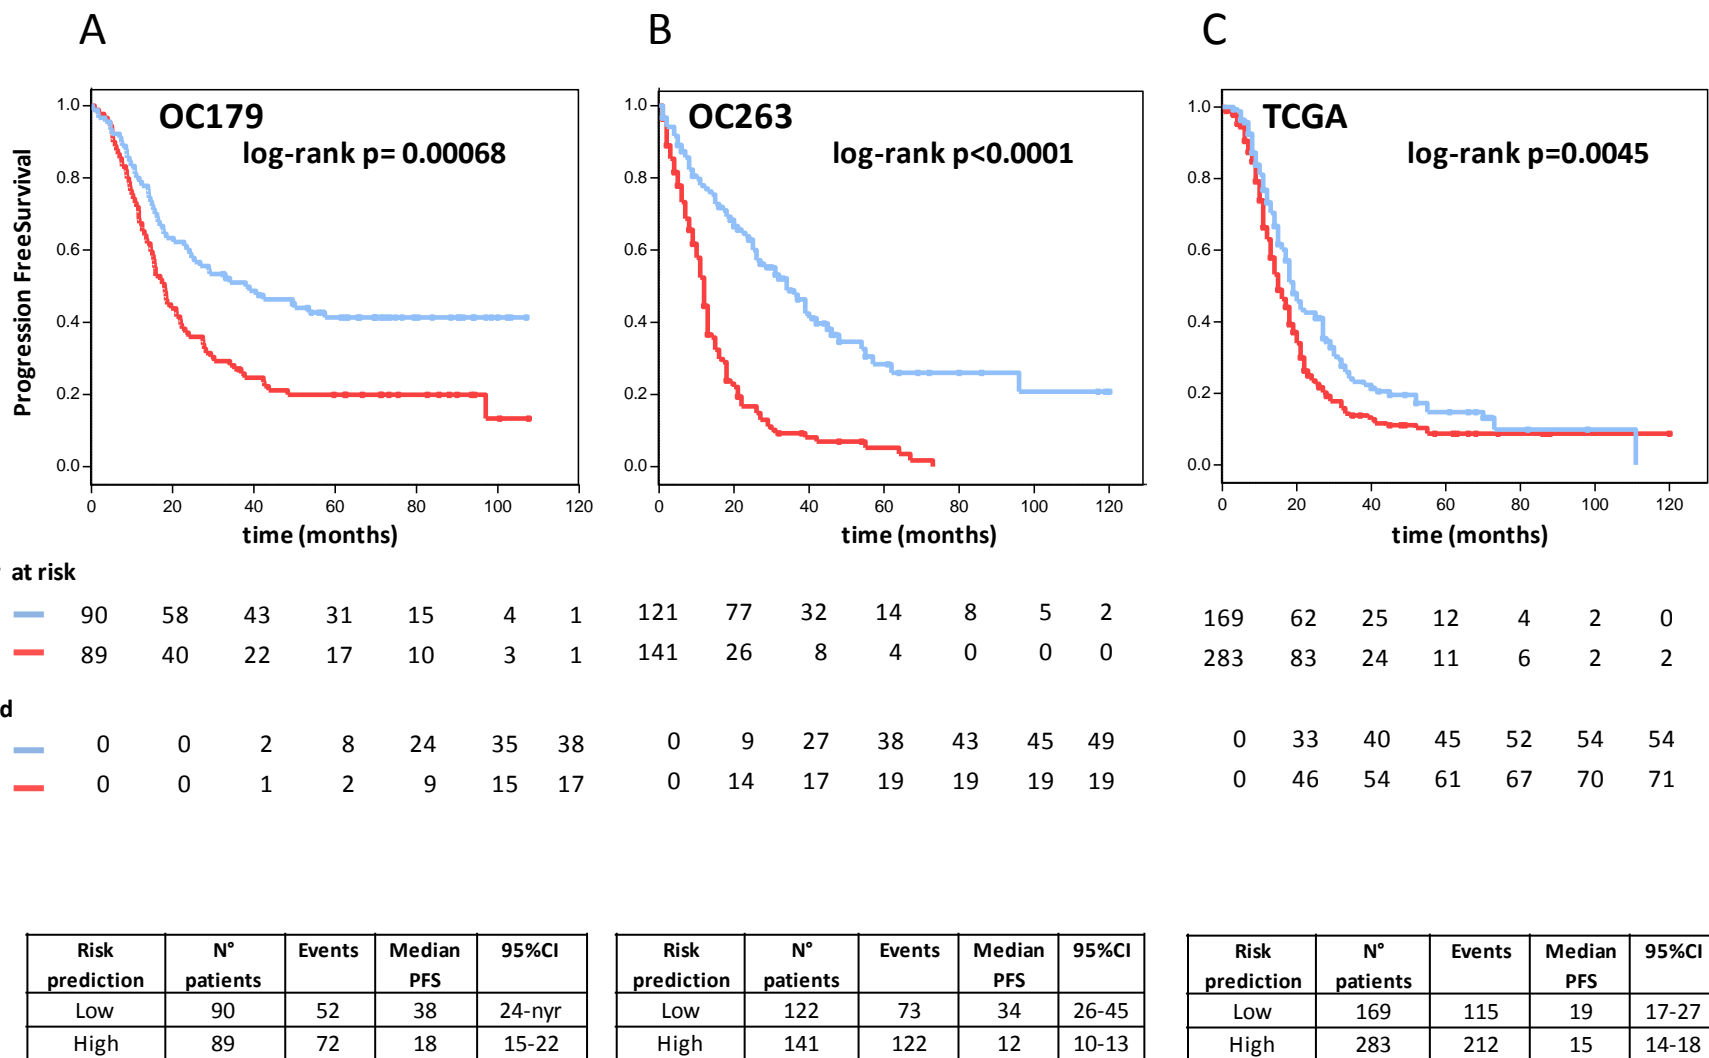 A B C
OC179
log-rank p= 0.00068
OC263
log-rank p<0.0001
TCGA
log-rank p=0.0045
Progression FreeSurvival
1.0 1.0 1.0
0.8 0.8 0.8
0.6 0.6 0.6
0.4 0.4 0.4
0.2 0.2 0.2
0.0 0.0 0.0
0 20 40 60 80 100 120 0 20 40 60 80 100 120 0 20 40 60 80 100 120
time (months) time (months) time (months)
at risk
90 58 43 31 15 4 1 121 77 32 14 8 5 2 169 62 25 12 4 2 0
89 40 22 17 10 3 1 141 26 8 4 0 0 0 283 83 24 11 6 2 2
d
0 0 2 8 24 35 38 0 9 27 38 43 45 49 0 33 40 45 52 54 54
0 0 1 2 9 15 17 0 14 17 19 19 19 19 0 46 54 61 67 70 71
Risk prediction N° patients Events Median PFS 95%CI
Low 90 52 38 24-nyr
High 89 72 18 15-22
Risk prediction N° patients Events Median PFS 95%CI
Low 122 73 34 26-45
High 141 122 12 10-13
Risk prediction N° patients Events Median PFS 95%CI
Low 169 115 19 17-27
High 283 212 15 14-18